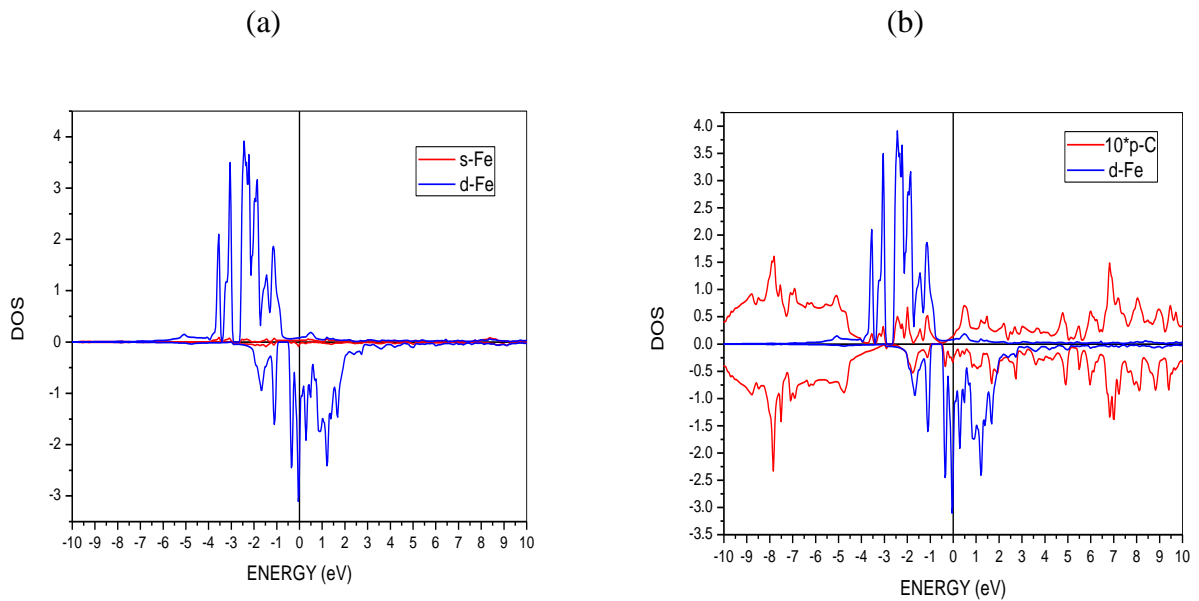 (a)
(b)
s-Fe
d-Fe
4
3
2
1
0
-1
-2
-3
DOS
-10 -9 -8 -7 -6 -5 -4 -3 -2 -1 0 1 2 3 4 5 6 7 8 9 10
ENERGY (eV)
10*p-C
d-Fe
4.0
3.5
3.0
2.5
2.0
1.5
1.0
0.5
0.0
-0.5
-1.0
-1.5
-2.0
-2.5
-3.0
-3.5
DOS
-10 -9 -8 -7 -6 -5 -4 -3 -2 -1 0 1 2 3 4 5 6 7 8 9 10
ENERGY (eV)